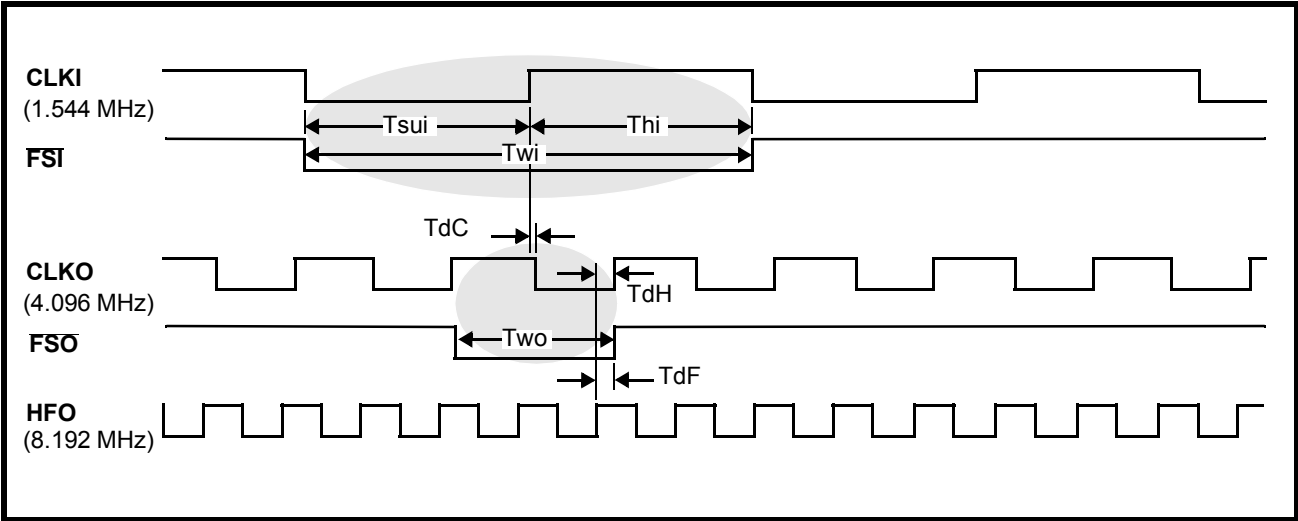 CLKI
(1.544 MHz)
Tsui
Thi
FSI
Twi
TdC
CLKO
(4.096 MHz)
TdH
FSO
Two
TdF
HFO
(8.192 MHz)